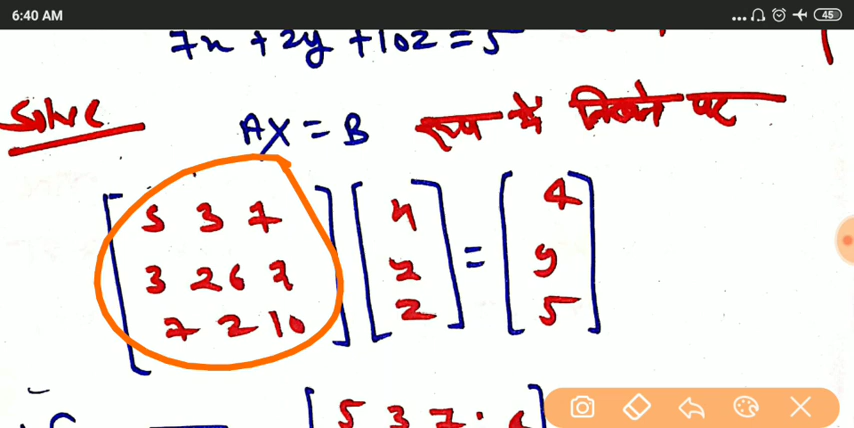 6:40 AM 45
7x + 2y + 10z = 5
Solve AX = B रूप में लिखने पर
5 3 7 x 4
3 26 2 y = 9
7 2 10 z 5
5 3 7 :